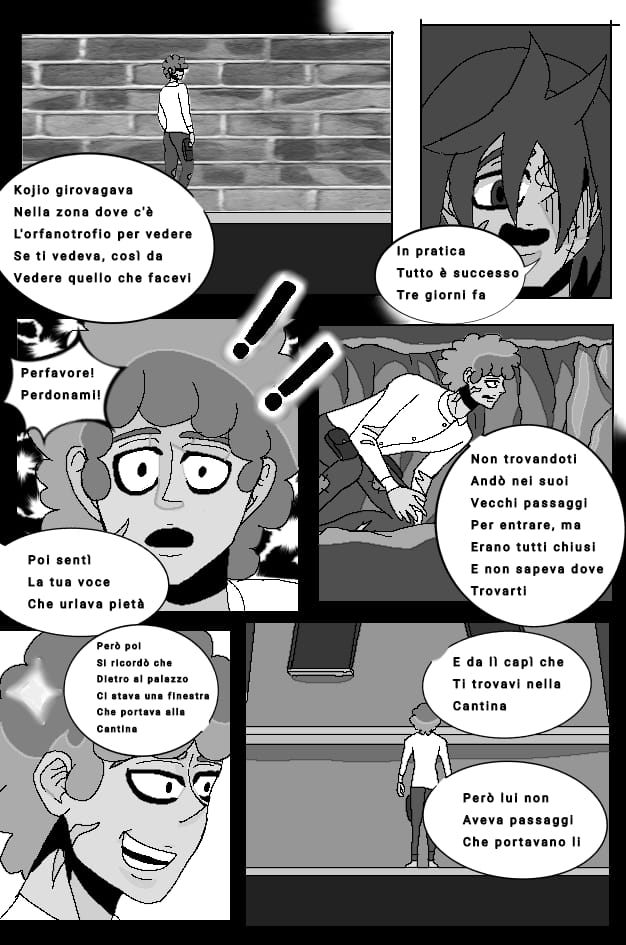 In pratica
Tutto è successo
Tre giorni fa
Kojio girovagava
Nella zona dove c'è
L'orfanotrofio per vedere
Se ti vedeva, così da
Vedere quello che facevi
Non trovandoti
Andò nei suoi
Vecchi passaggi
Per entrare, ma
Erano tutti chiusi
E non sapeva dove
Trovarti
!!
Perfavore!
Perdonami!
Poi sentì
La tua voce
Che urlava pietà
E da lì capì che
Ti trovavi nella
Cantina
Però lui non
Aveva passaggi
Che portavano li
Però poi
Si ricordò che
Dietro al palazzo
Ci stava una finestra
Che portava alla
Cantina